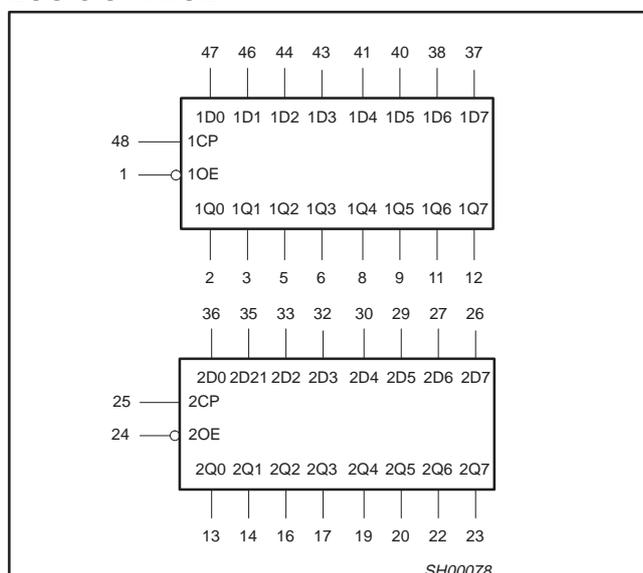 47 46 44 43 41 40 38 37
1D0 1D1 1D2 1D3 1D4 1D5 1D6 1D7
48 1CP
1 1OE
1Q0 1Q1 1Q2 1Q3 1Q4 1Q5 1Q6 1Q7
2 3 5 6 8 9 11 12
36 35 33 32 30 29 27 26
2D0 2D21 2D2 2D3 2D4 2D5 2D6 2D7
25 2CP
24 2OE
2Q0 2Q1 2Q2 2Q3 2Q4 2Q5 2Q6 2Q7
13 14 16 17 19 20 22 23
SH00078